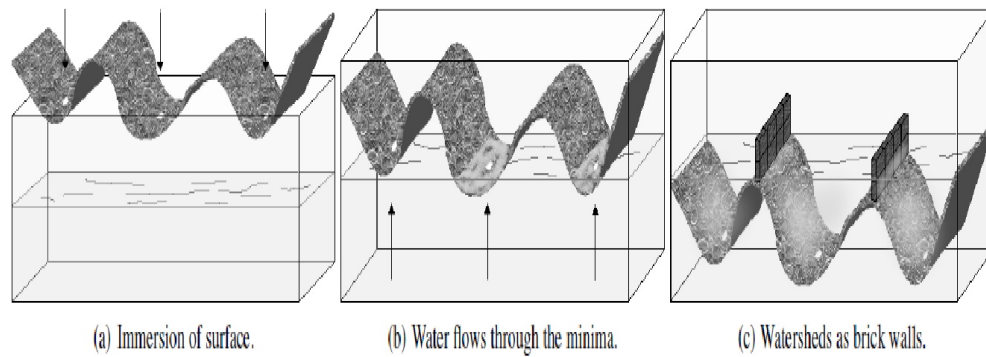 (a) Immersion of surface.
(b) Water flows through the minima.
(c) Watersheds as brick walls.